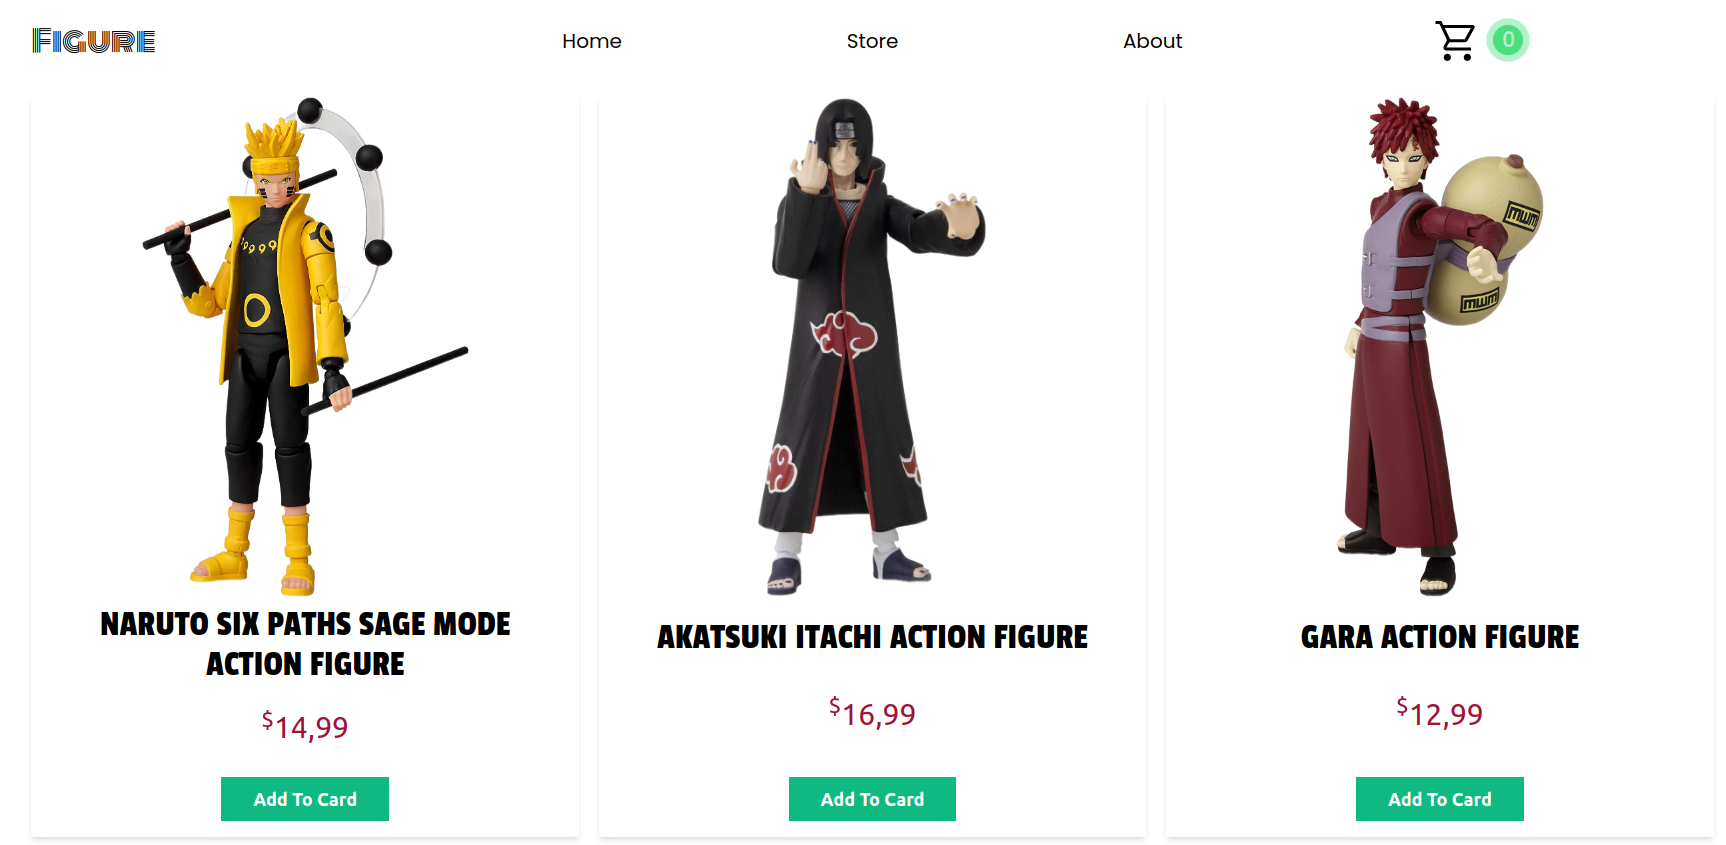 FIGURE
Home
Store
About
0
NARUTO SIX PATHS SAGE MODE
ACTION FIGURE
$14,99
Add To Card
AKATSUKI ITACHI ACTION FIGURE
$16,99
Add To Card
GARA ACTION FIGURE
$12,99
Add To Card